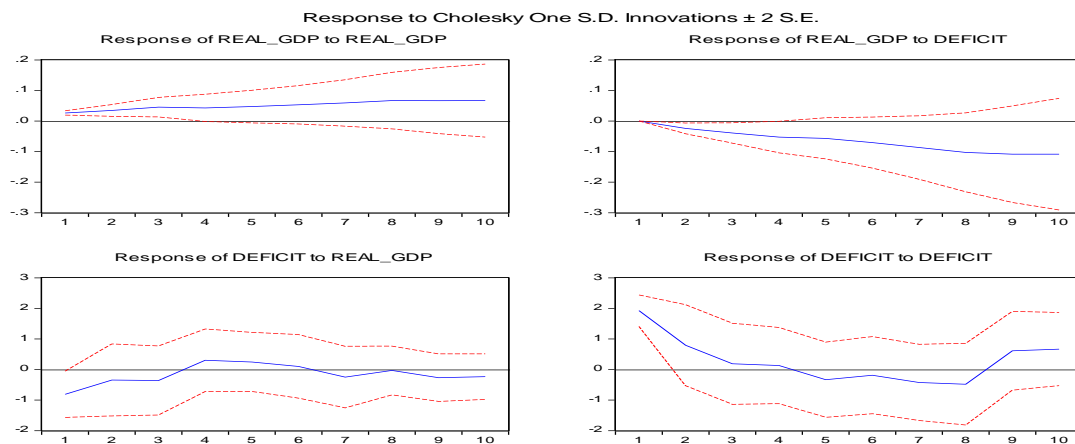 Response to Cholesky One S.D. Innovations ± 2 S.E.
Response of REAL_GDP to REAL_GDP
.2
.1
.0
-.1
-.2
-.3
1 2 3 4 5 6 7 8 9 10
Response of REAL_GDP to DEFICIT
.2
.1
.0
-.1
-.2
-.3
1 2 3 4 5 6 7 8 9 10
Response of DEFICIT to REAL_GDP
3
2
1
0
-1
-2
1 2 3 4 5 6 7 8 9 10
Response of DEFICIT to DEFICIT
3
2
1
0
-1
-2
1 2 3 4 5 6 7 8 9 10